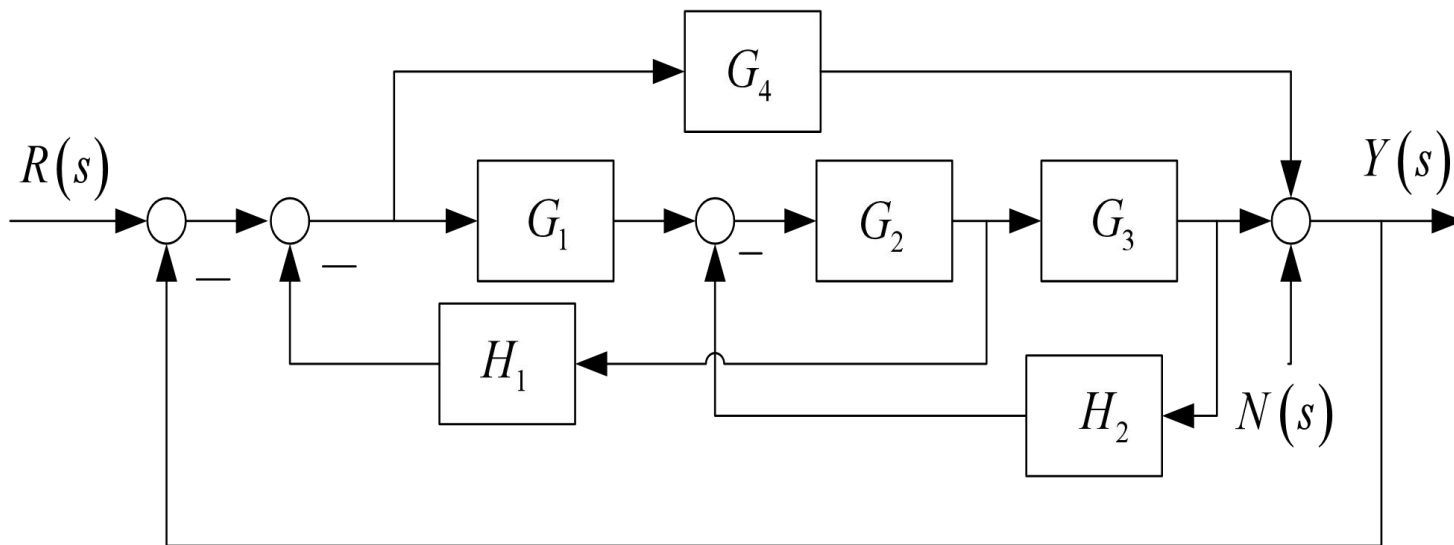 G₄
R(s)
Y(s)
G₁
G₂
G₃
−
−
−
H₁
H₂
N(s)